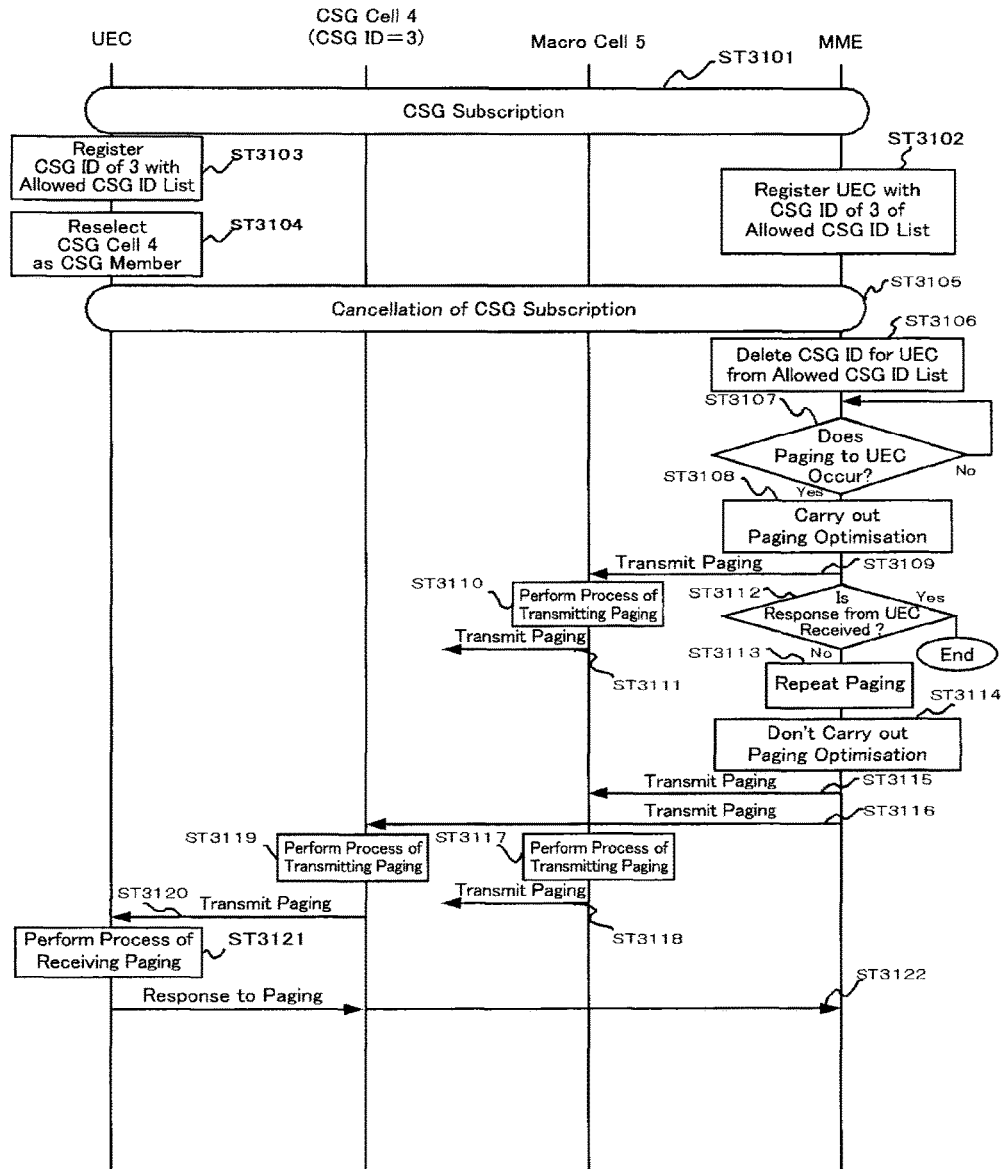 UEC
CSG Cell 4
(CSG ID=3)
Macro Cell 5
MME
ST3101
CSG Subscription
Register
CSG ID of 3 with
Allowed CSG ID List
ST3103
ST3102
Register UEC with
CSG ID of 3 of
Allowed CSG ID List
Reselect
CSG Cell 4
as CSG Member
ST3104
ST3105
Cancellation of CSG Subscription
ST3106
Delete CSG ID for UEC
from Allowed CSG ID List
ST3107
Does
Paging to UEC
Occur?
No
ST3108
Yes
Carry out
Paging Optimisation
Transmit Paging
ST3109
ST3110
Perform Process of
Transmitting Paging
ST3112
Is
Response from UEC
Received ?
Yes
End
Transmit Paging
ST3111
ST3113
No
Repeat Paging
ST3114
Don't Carry out
Paging Optimisation
Transmit Paging
ST3115
Transmit Paging
ST3116
ST3119
Perform Process of
Transmitting Paging
ST3117
Perform Process of
Transmitting Paging
ST3120
Transmit Paging
Transmit Paging
ST3118
Perform Process of
Receiving Paging
ST3121
Response to Paging
ST3122